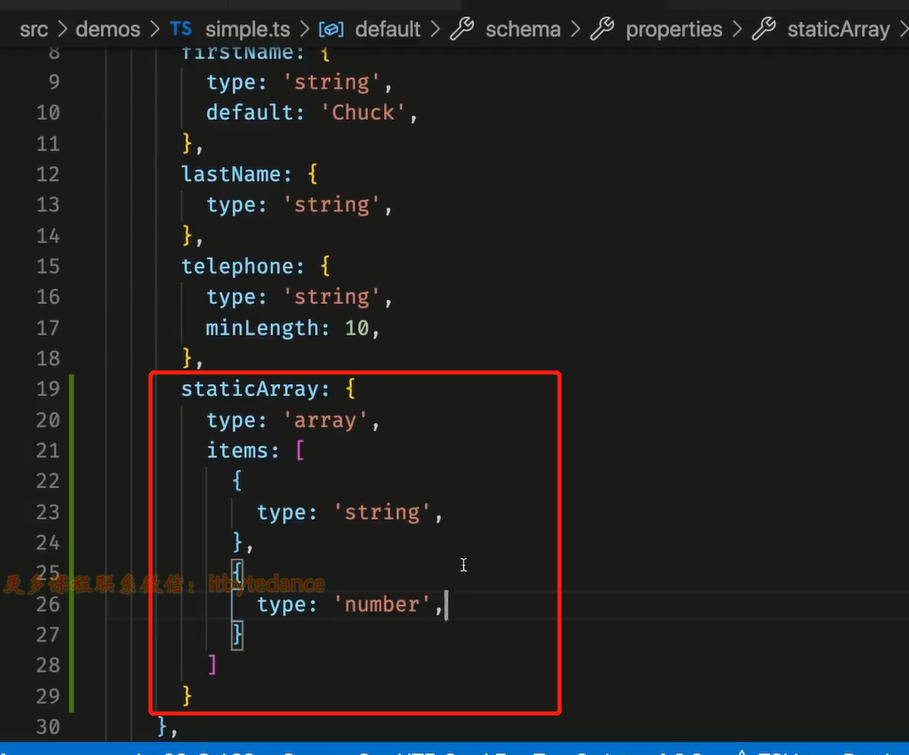 src > demos > TS simple.ts > default > schema > properties > staticArray >
8 firstName: {
9 type: 'string',
10 default: 'Chuck',
11 },
12 lastName: {
13 type: 'string',
14 },
15 telephone: {
16 type: 'string',
17 minLength: 10,
18 },
19 staticArray: {
20 type: 'array',
21 items: [
22 {
23 type: 'string',
24 },
25 {
更多课程联系微信：itbytedance
26 type: 'number',
27 }
28 ]
29 }
30 },